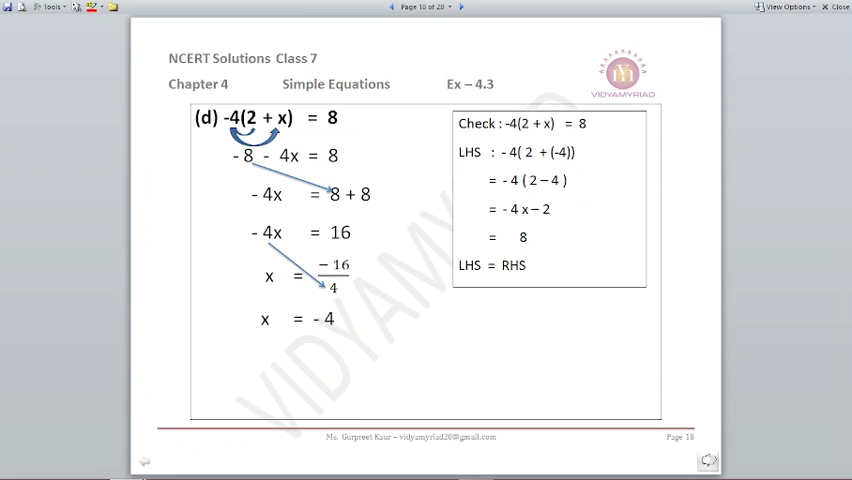 Tools
Page 18 of 20
View Options
Close
NCERT Solutions Class 7
Chapter 4 Simple Equations Ex – 4.3
VIDYAMYRIAD
(d) -4(2 + x) = 8
- 8 - 4x = 8
- 4x = 8 + 8
- 4x = 16
x = − 16/4
x = - 4
Check : -4(2 + x) = 8
LHS : - 4( 2 + (-4))
= - 4 ( 2 – 4 )
= - 4 x – 2
= 8
LHS = RHS
VIDYAMYRIAD
Ms. Gurpreet Kaur – vidyamyriad20@gmail.com Page 18